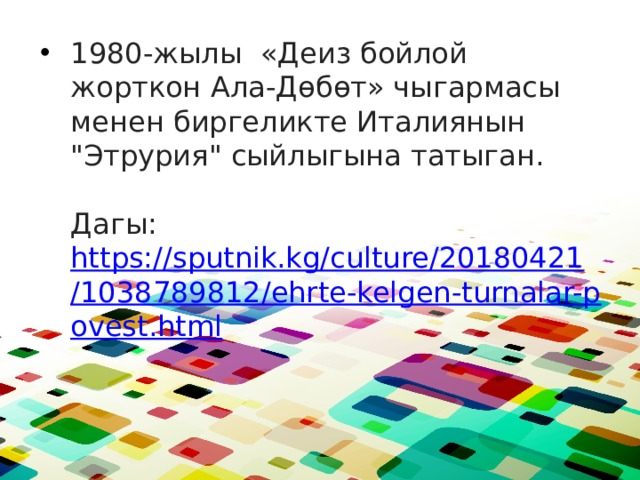 • 1980-жылы «Деиз бойлой
жорткон Ала-Дөбөт» чыгармасы
менен биргеликте Италиянын
"Этрурия" сыйлыгына татыган.
Дагы:
https://sputnik.kg/culture/20180421
/1038789812/ehrte-kelgen-turnalar-p
ovest.html